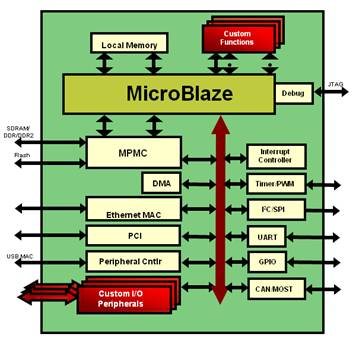 Custom
Functions
Local Memory
MicroBlaze
Debug
JTAG
SDRAM/
DDR/DDR2
Flash
MPMC
Interrupt
Controller
DMA
Timer/PWM
Ethernet MAC
I²C/SPI
PCI
UART
USB,MAC
Peripheral Cntlr
GPIO
Custom I/O
Peripherals
CAN/MOST